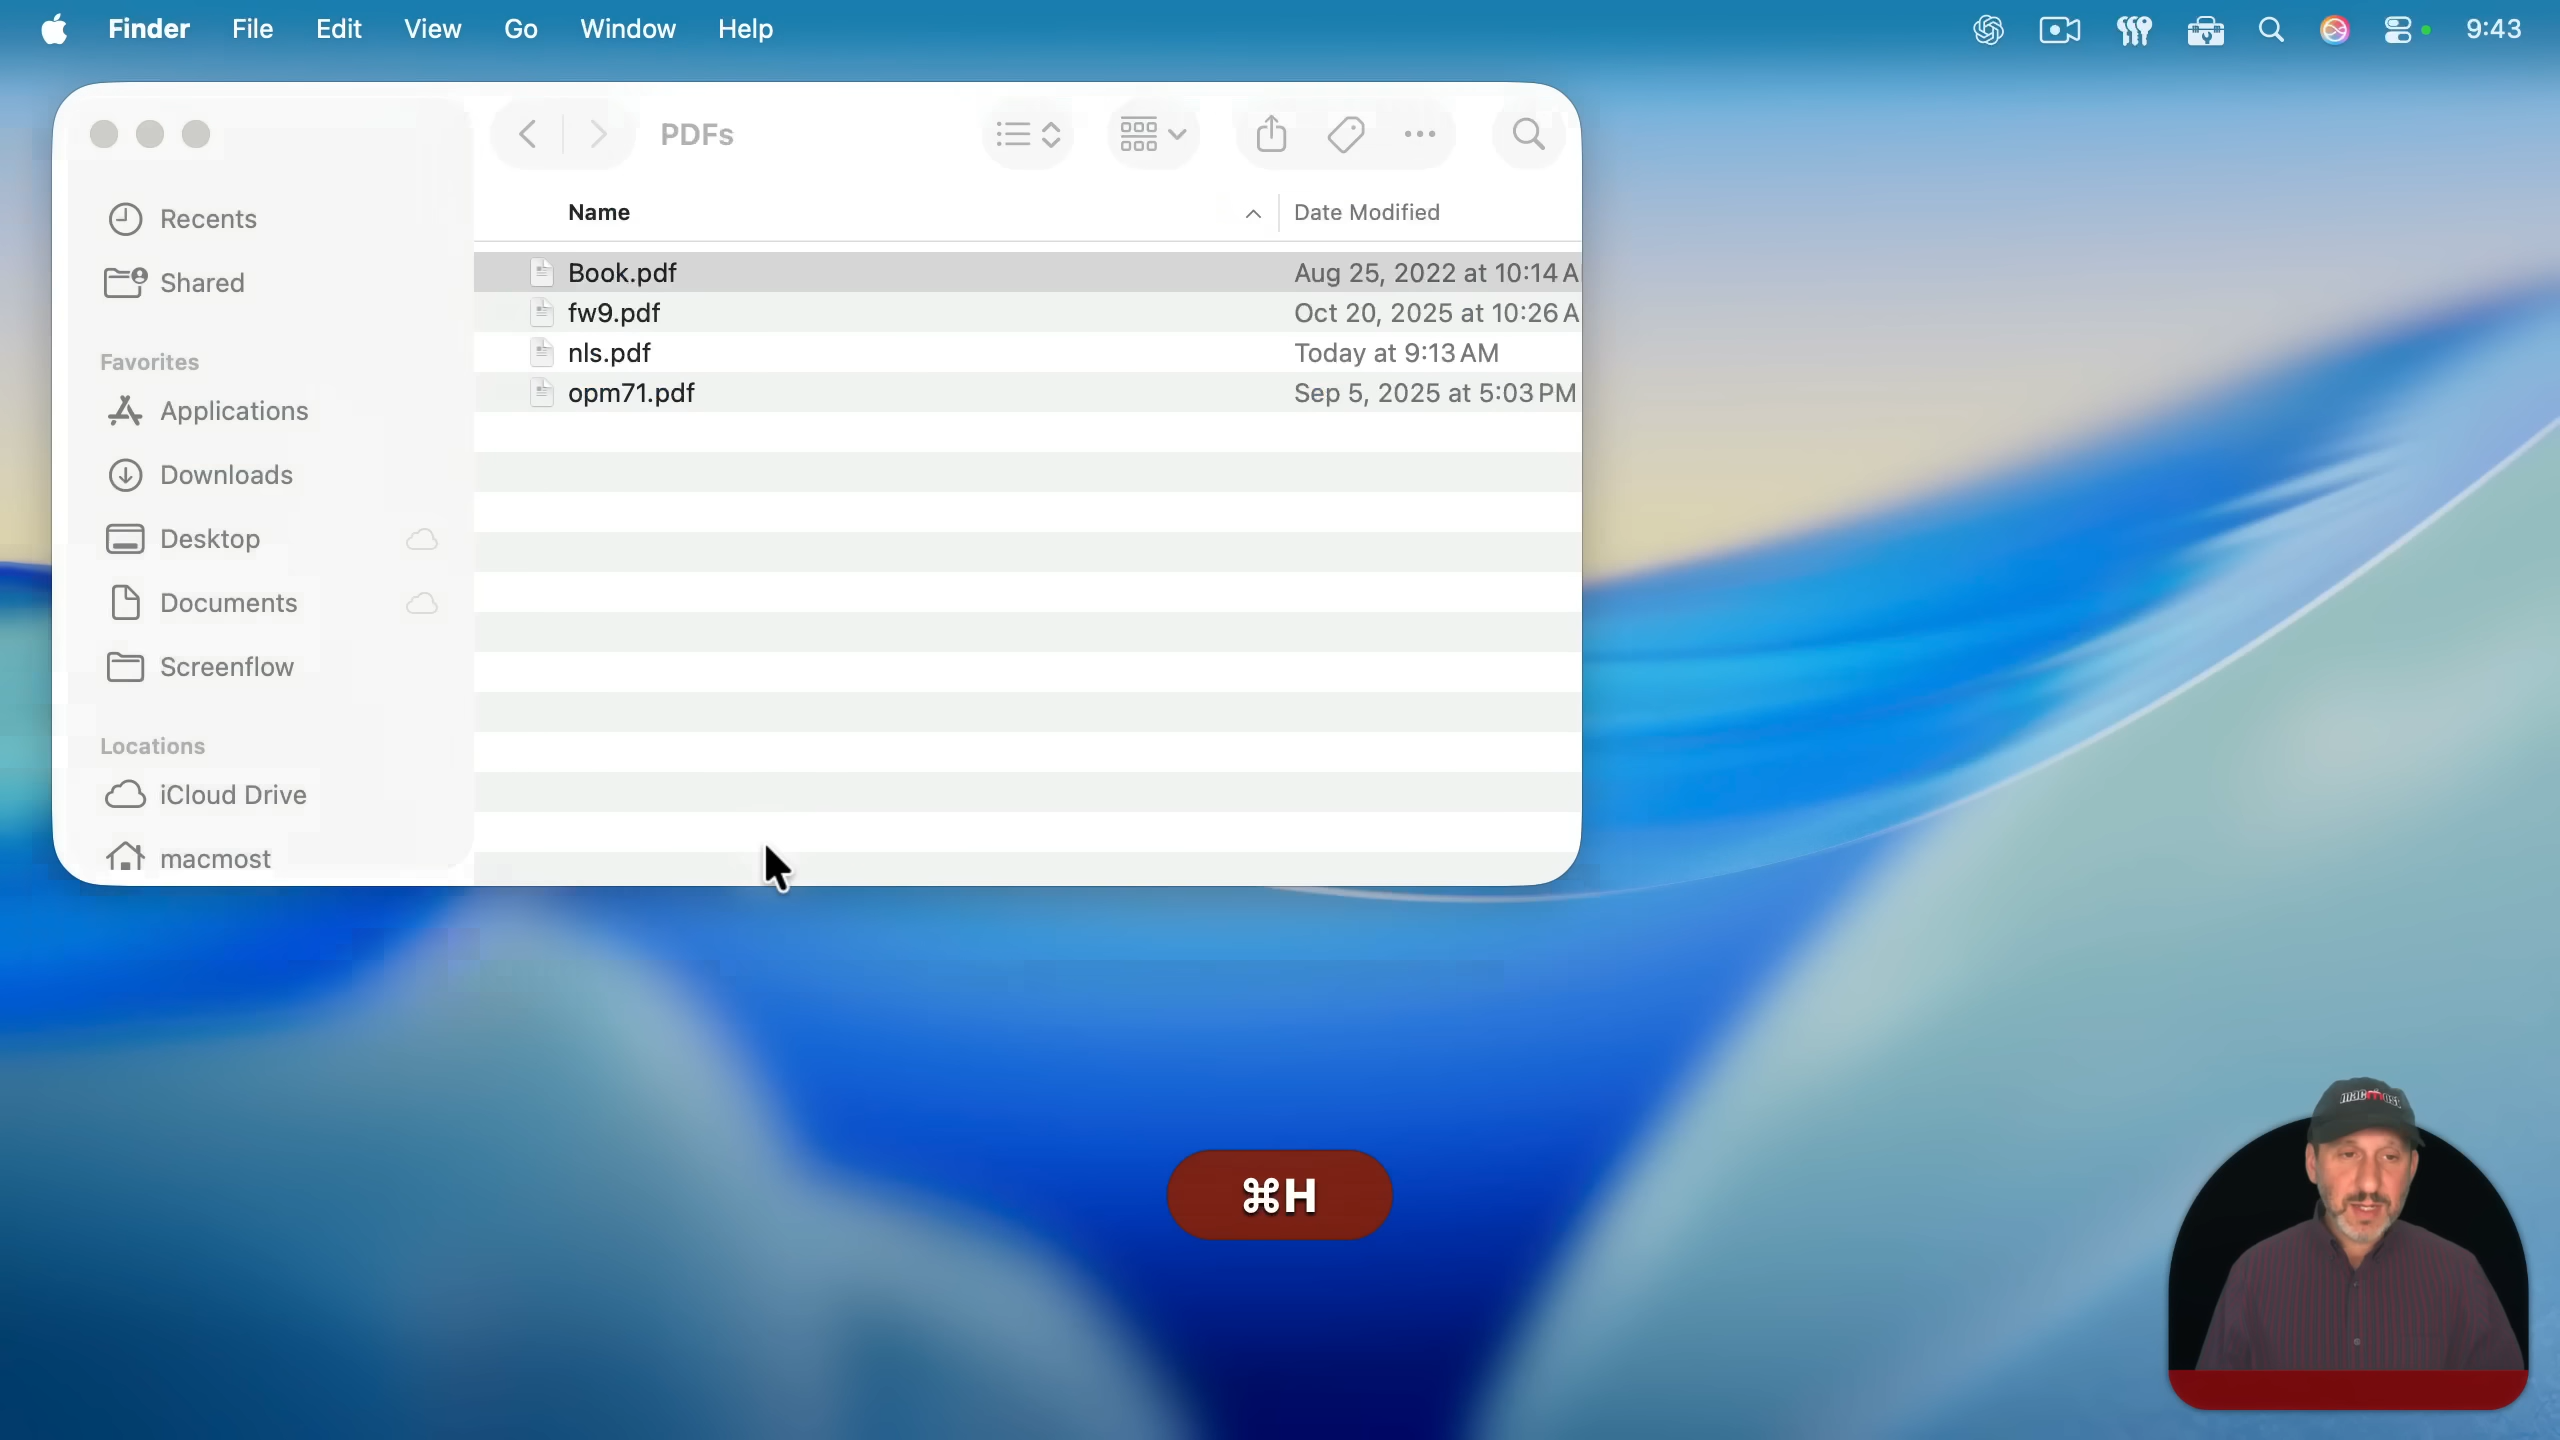 Finder File Edit View Go Window Help 9:43
PDFs
Recents
Shared
Favorites
Applications
Downloads
Desktop
Documents
Screenflow
Locations
iCloud Drive
macmost
Name Date Modified
Book.pdf Aug 25, 2022 at 10:14 A
fw9.pdf Oct 20, 2025 at 10:26 A
nls.pdf Today at 9:13 AM
opm71.pdf Sep 5, 2025 at 5:03 PM
⌘H
macmost